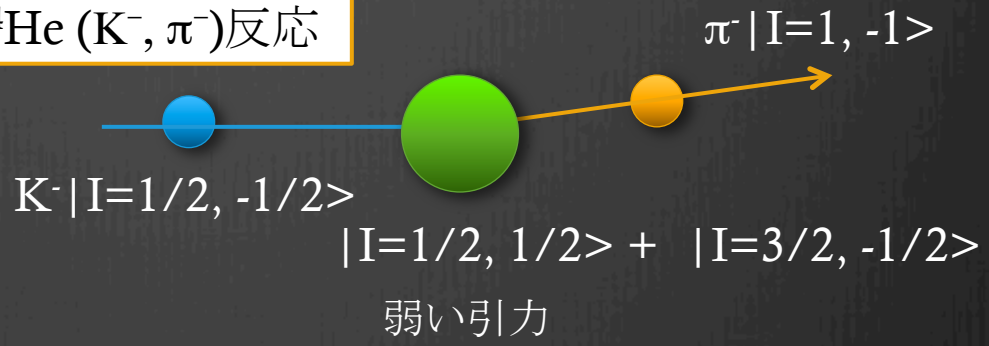 He (K⁻, π⁻)反応
π⁻|I=1, -1>
K⁻|I=1/2, -1/2>
|I=1/2, 1/2> + |I=3/2, -1/2>
弱い引力